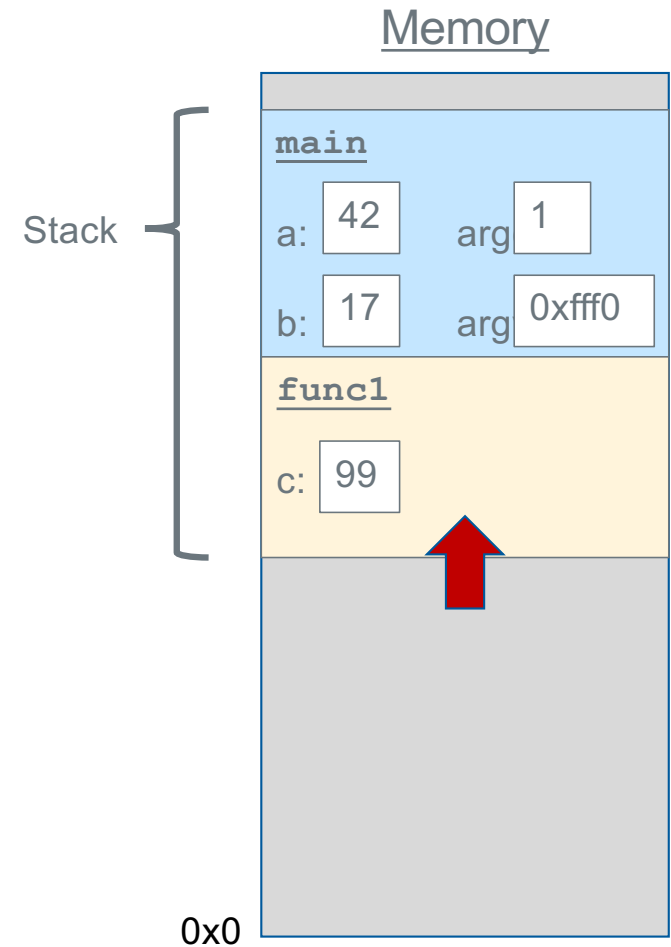 Memory
main
Stack
a: 42 arg 1
b: 17 arg 0xfff0
func1
c: 99
0x0